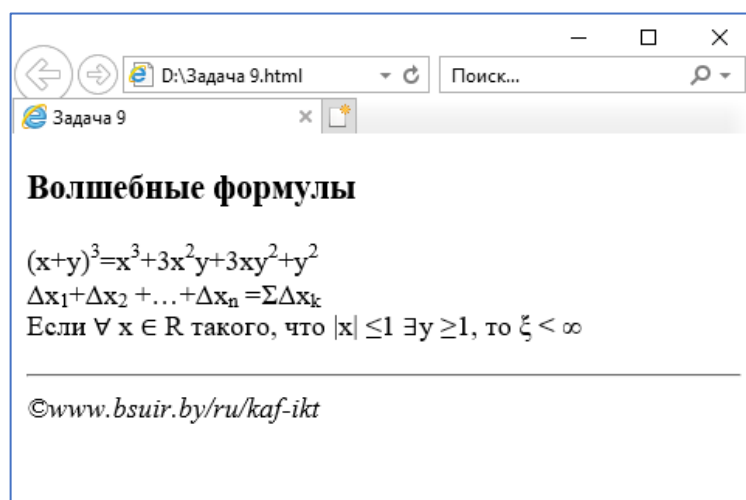 D:\Задача 9.html
Поиск...
Задача 9
Волшебные формулы
(x+y)³=x³+3x²y+3xy²+y²
Δx₁+Δx₂ +…+Δxₙ =ΣΔxₖ
Если ∀ x ∈ R такого, что |x| ≤1 ∃y ≥1, то ξ < ∞
©www.bsuir.by/ru/kaf-ikt